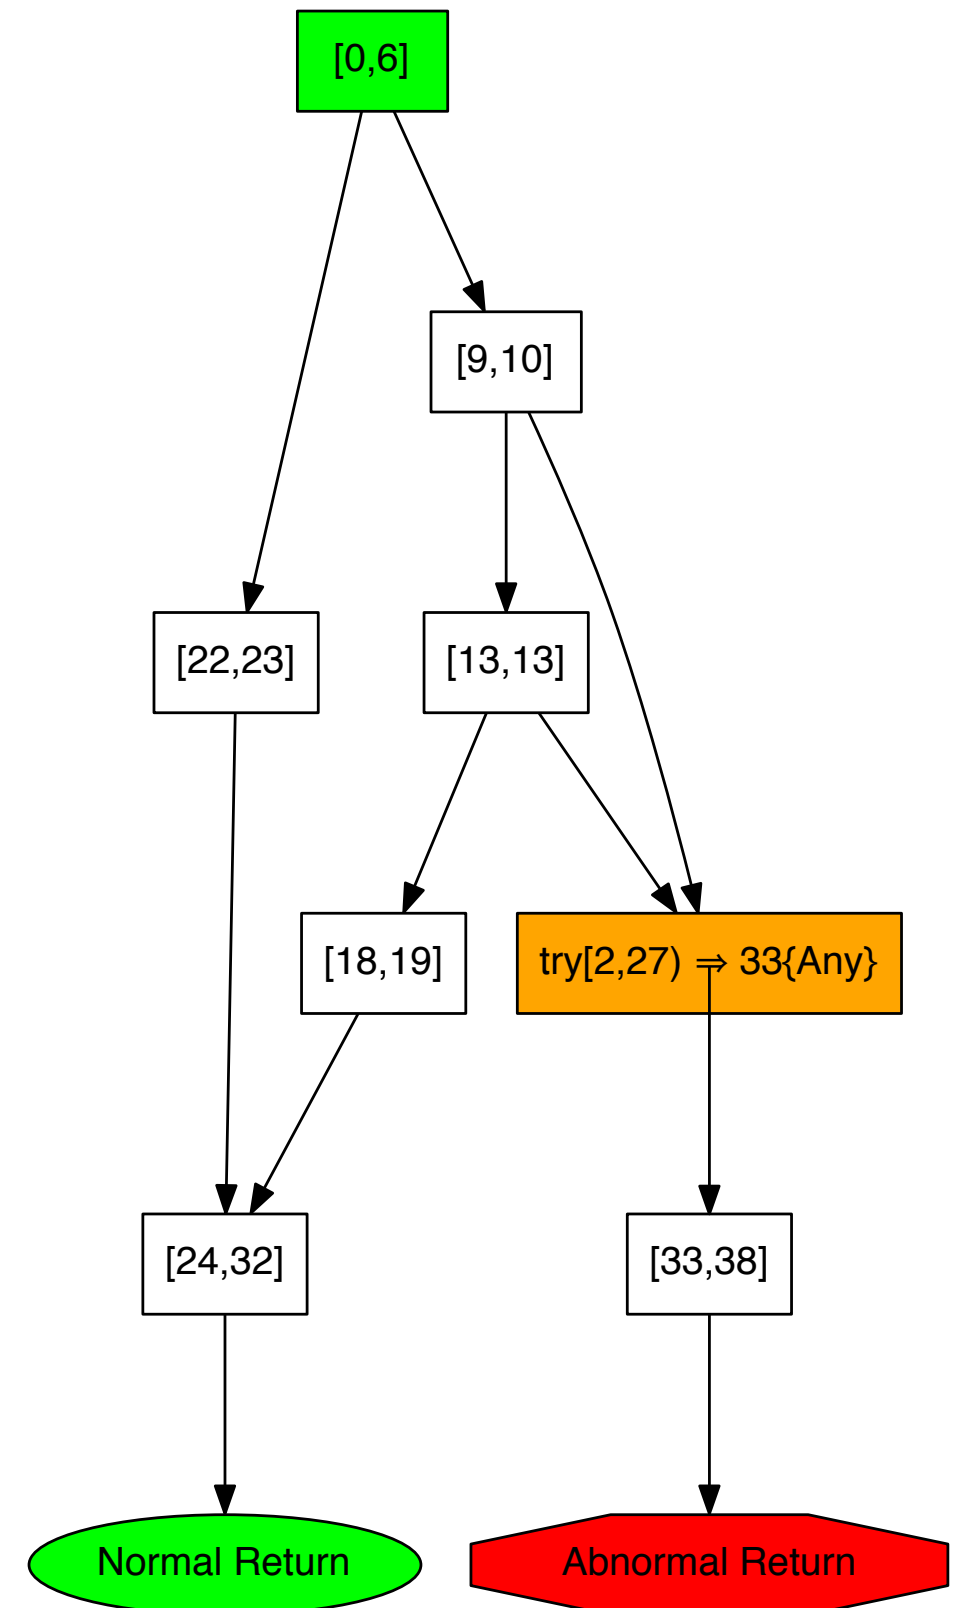 [0,6]
[9,10]
[22,23]
[13,13]
[18,19]
try[2,27) ⇒ 33{Any}
[24,32]
[33,38]
Normal Return
Abnormal Return